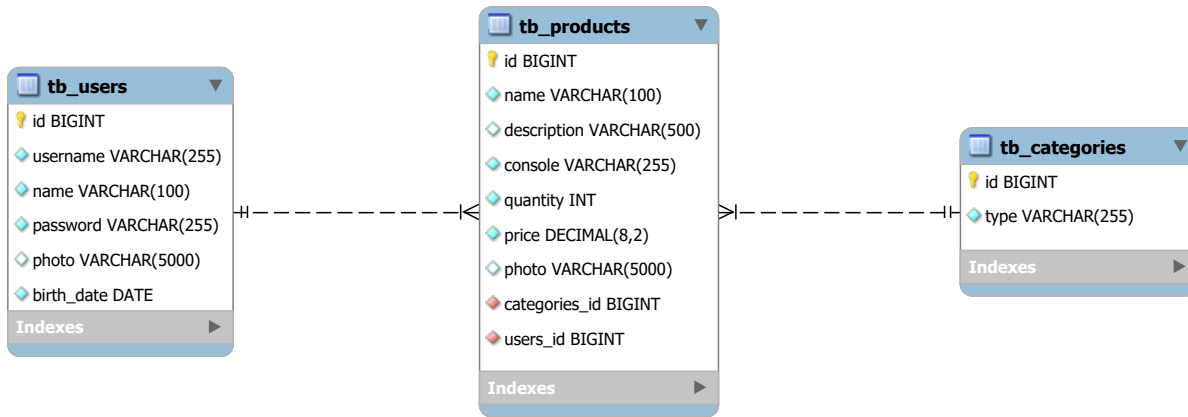 tb_users
id BIGINT
username VARCHAR(255)
name VARCHAR(100)
password VARCHAR(255)
photo VARCHAR(5000)
birth_date DATE
Indexes
tb_products
id BIGINT
name VARCHAR(100)
description VARCHAR(500)
console VARCHAR(255)
quantity INT
price DECIMAL(8,2)
photo VARCHAR(5000)
categories_id BIGINT
users_id BIGINT
Indexes
tb_categories
id BIGINT
type VARCHAR(255)
Indexes